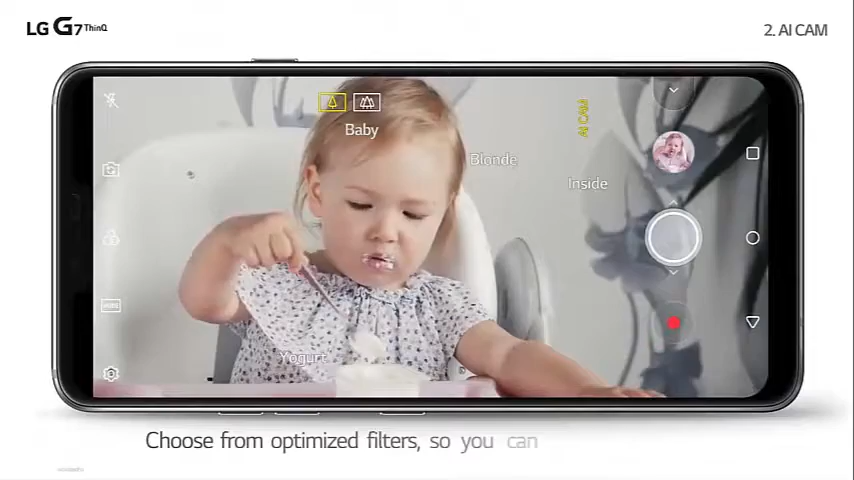 LG G7 ThinQ
2. AI CAM
Baby
AI CAM
Blonde
Inside
MODE
Yogurt
Choose from optimized filters, so you can